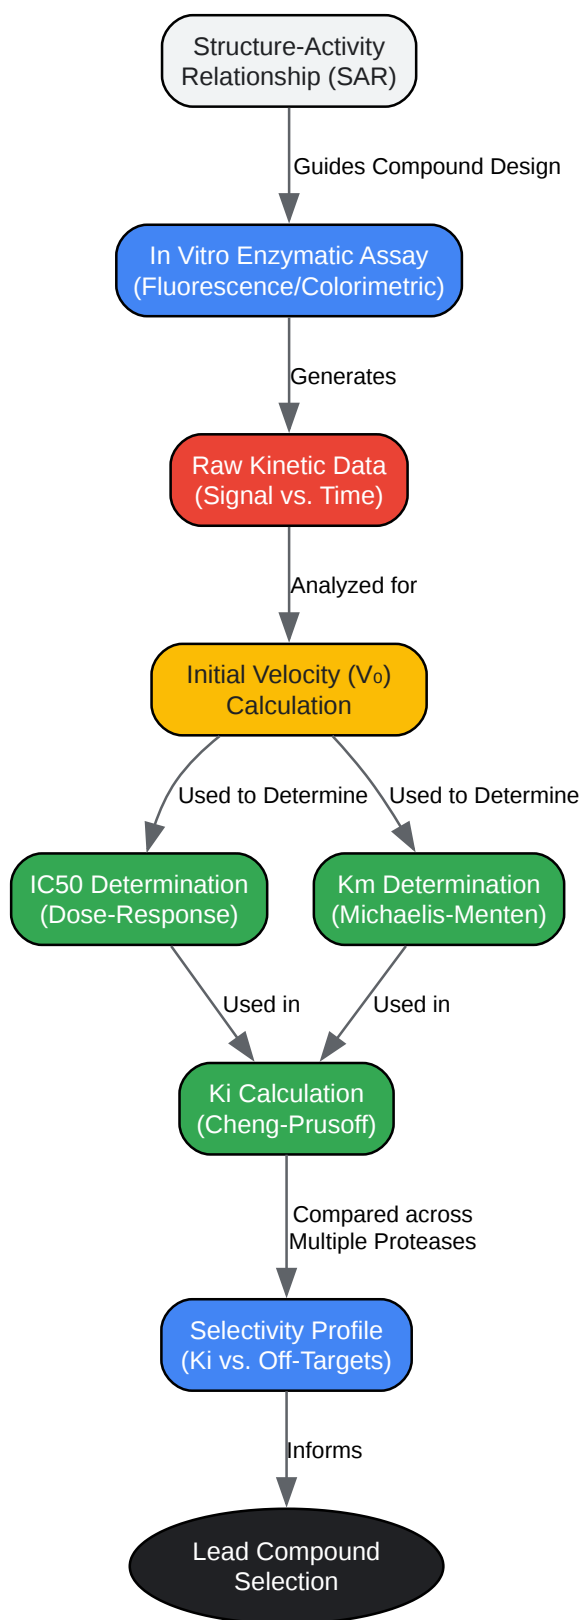 Structure-Activity
Relationship (SAR)
Guides Compound Design
In Vitro Enzymatic Assay
(Fluorescence/Colorimetric)
Generates
Raw Kinetic Data
(Signal vs. Time)
Analyzed for
Initial Velocity (V₀)
Calculation
Used to Determine
Used to Determine
IC50 Determination
(Dose-Response)
Km Determination
(Michaelis-Menten)
Used in
Used in
Ki Calculation
(Cheng-Prusoff)
Compared across
Multiple Proteases
Selectivity Profile
(Ki vs. Off-Targets)
Informs
Lead Compound
Selection